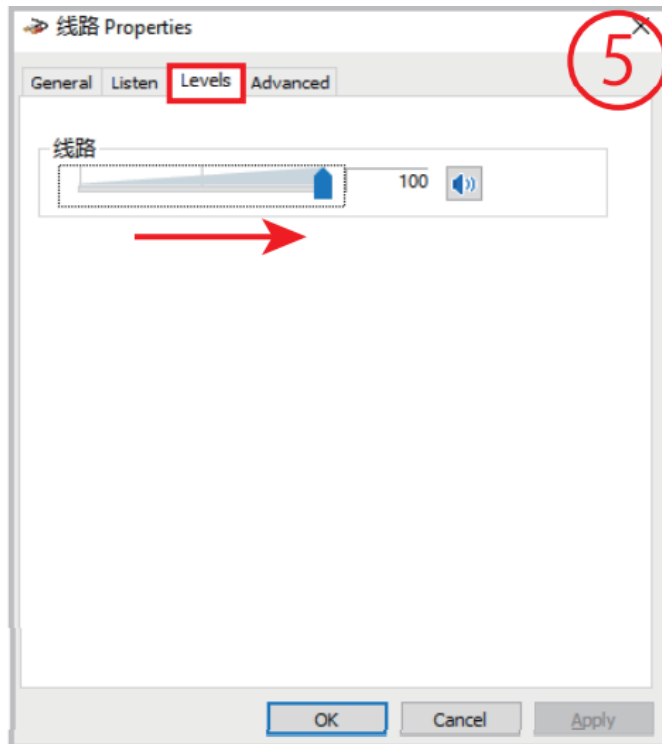 线路 Properties
⑤
General Listen Levels Advanced
线路
100
OK Cancel Apply